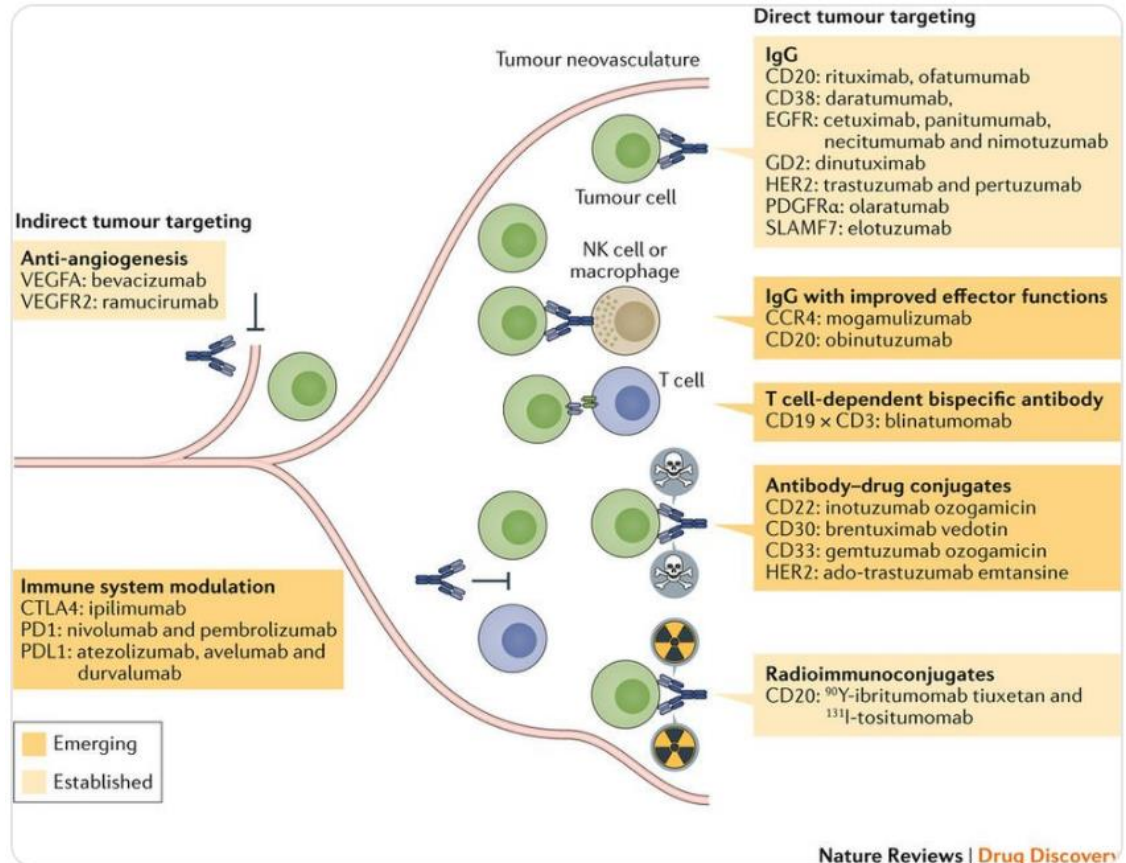 Direct tumour targeting
Tumour neovasculature
IgG
CD20: rituximab, ofatumumab
CD38: daratumumab,
EGFR: cetuximab, panitumumab,
necitumumab and nimotuzumab
GD2: dinutuximab
HER2: trastuzumab and pertuzumab
PDGFRα: olaratumab
SLAMF7: elotuzumab
Tumour cell
Indirect tumour targeting
Anti-angiogenesis
VEGFA: bevacizumab
VEGFR2: ramucirumab
NK cell or
macrophage
IgG with improved effector functions
CCR4: mogamulizumab
CD20: obinutuzumab
T cell
T cell-dependent bispecific antibody
CD19 × CD3: blinatumomab
Antibody–drug conjugates
CD22: inotuzumab ozogamicin
CD30: brentuximab vedotin
CD33: gemtuzumab ozogamicin
HER2: ado-trastuzumab emtansine
Immune system modulation
CTLA4: ipilimumab
PD1: nivolumab and pembrolizumab
PDL1: atezolizumab, avelumab and
durvalumab
Radioimmunoconjugates
CD20: ⁹⁰Y-ibritumomab tiuxetan and
¹³¹I-tositumomab
Emerging
Established
Nature Reviews | Drug Discovery